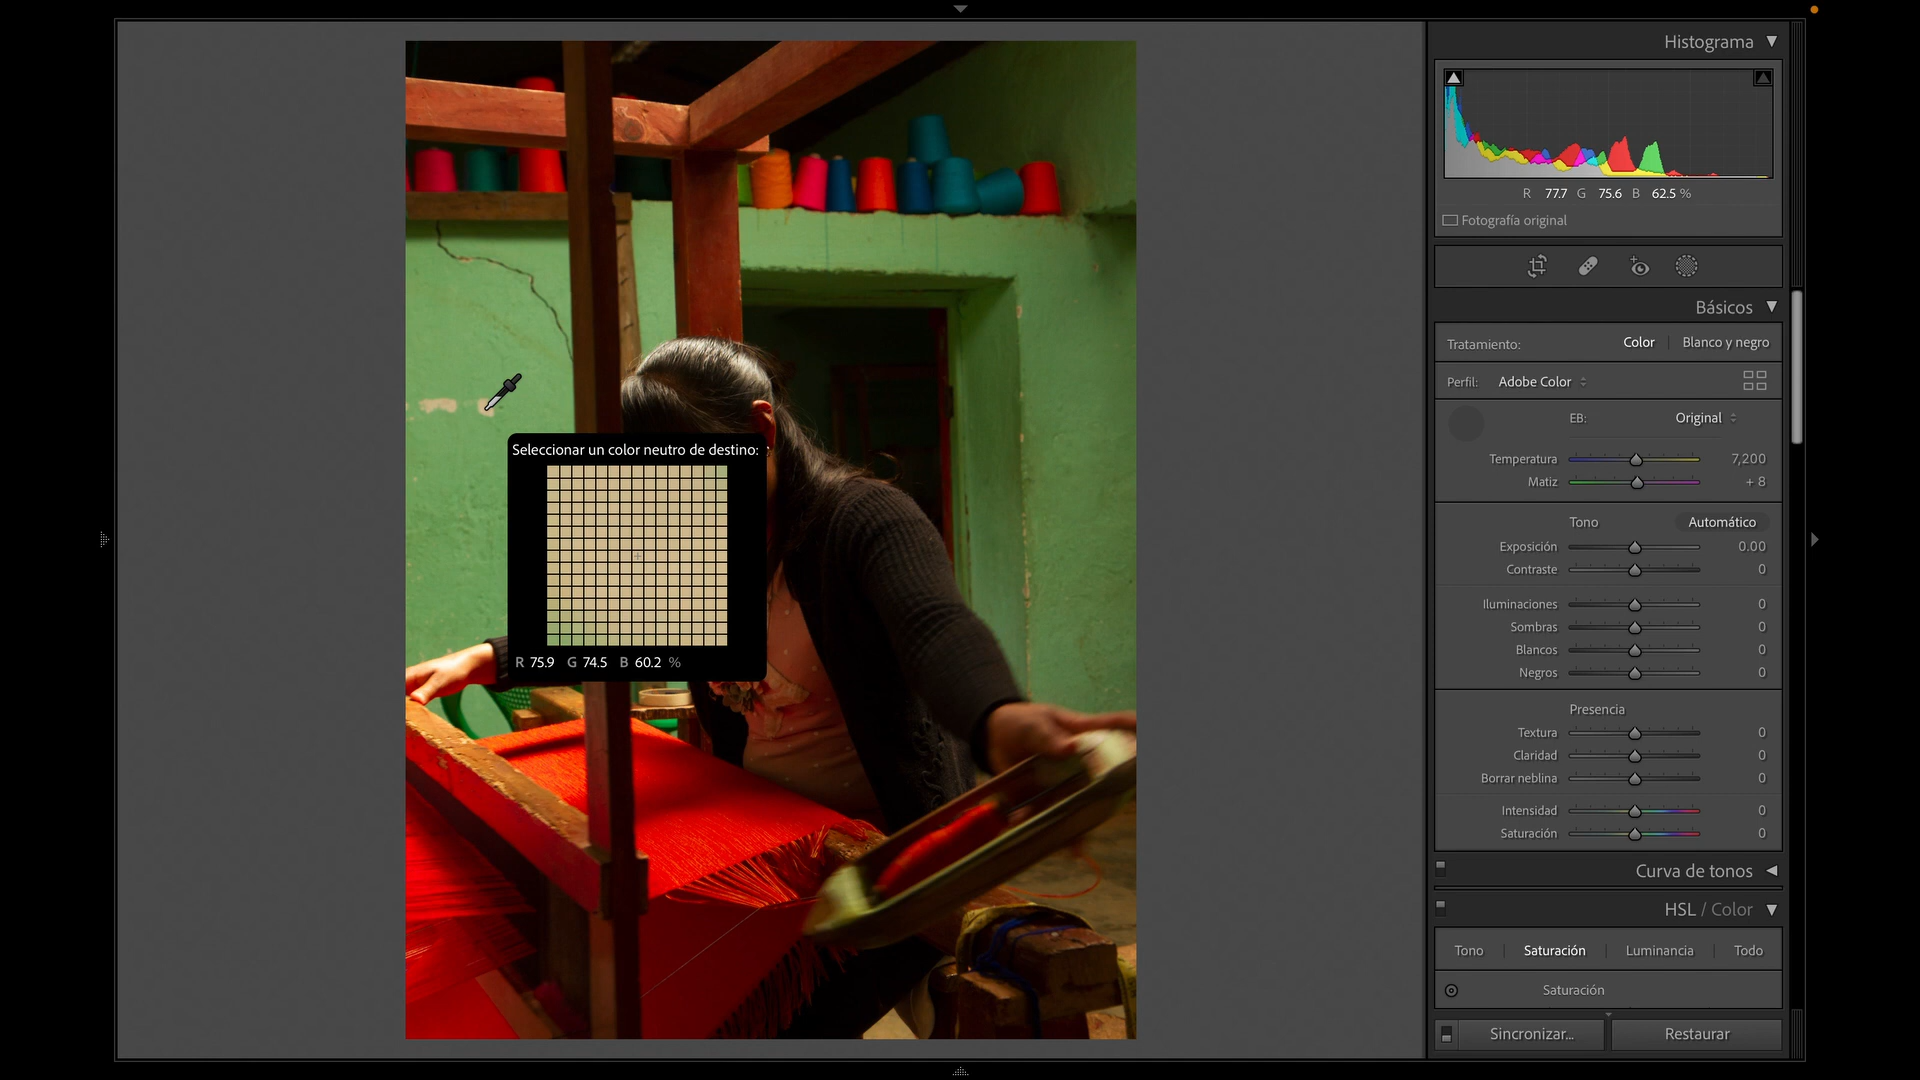 Histograma
R 77.7 G 75.6 B 62.5 %
Fotografía original
Básicos
Tratamiento: Color Blanco y negro
Perfil: Adobe Color
EB: Original
Temperatura 7,200
Matiz + 8
Tono Automático
Exposición 0.00
Contraste 0
Iluminaciones 0
Sombras 0
Blancos 0
Negros 0
Presencia
Textura 0
Claridad 0
Borrar neblina 0
Intensidad 0
Saturación 0
Curva de tonos
HSL / Color
Tono Saturación Luminancia Todo
Saturación
Sincronizar... Restaurar
Seleccionar un color neutro de destino:
R 75.9 G 74.5 B 60.2 %